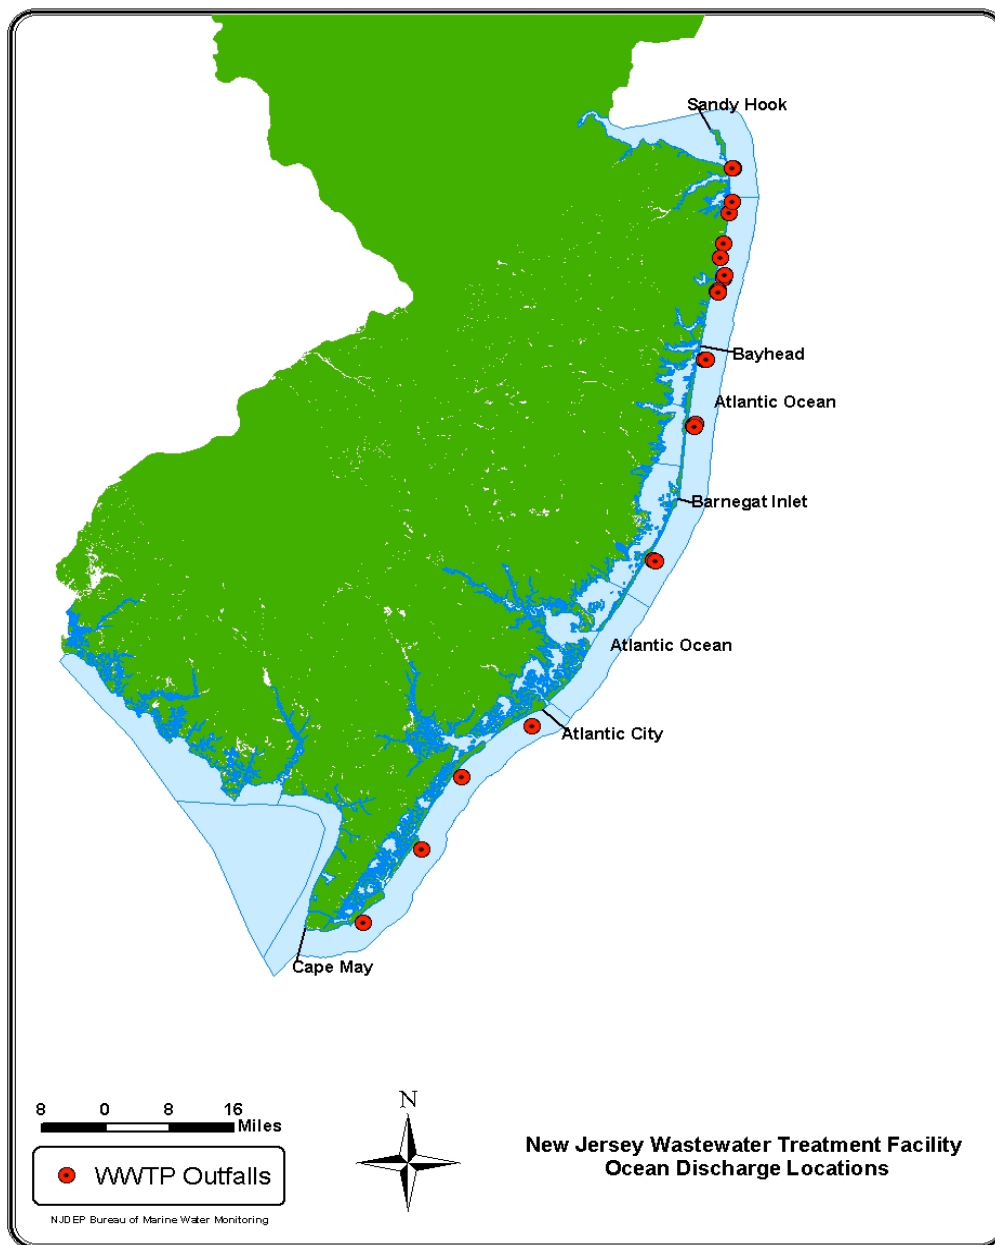 Sandy Hook
Bayhead
Atlantic Ocean
Barnegat Inlet
Atlantic Ocean
Atlantic City
Cape May
8 0 8 16
Miles
WWTP Outfalls
NJDEP Bureau of Marine Water Monitoring
N
New Jersey Wastewater Treatment Facility
Ocean Discharge Locations